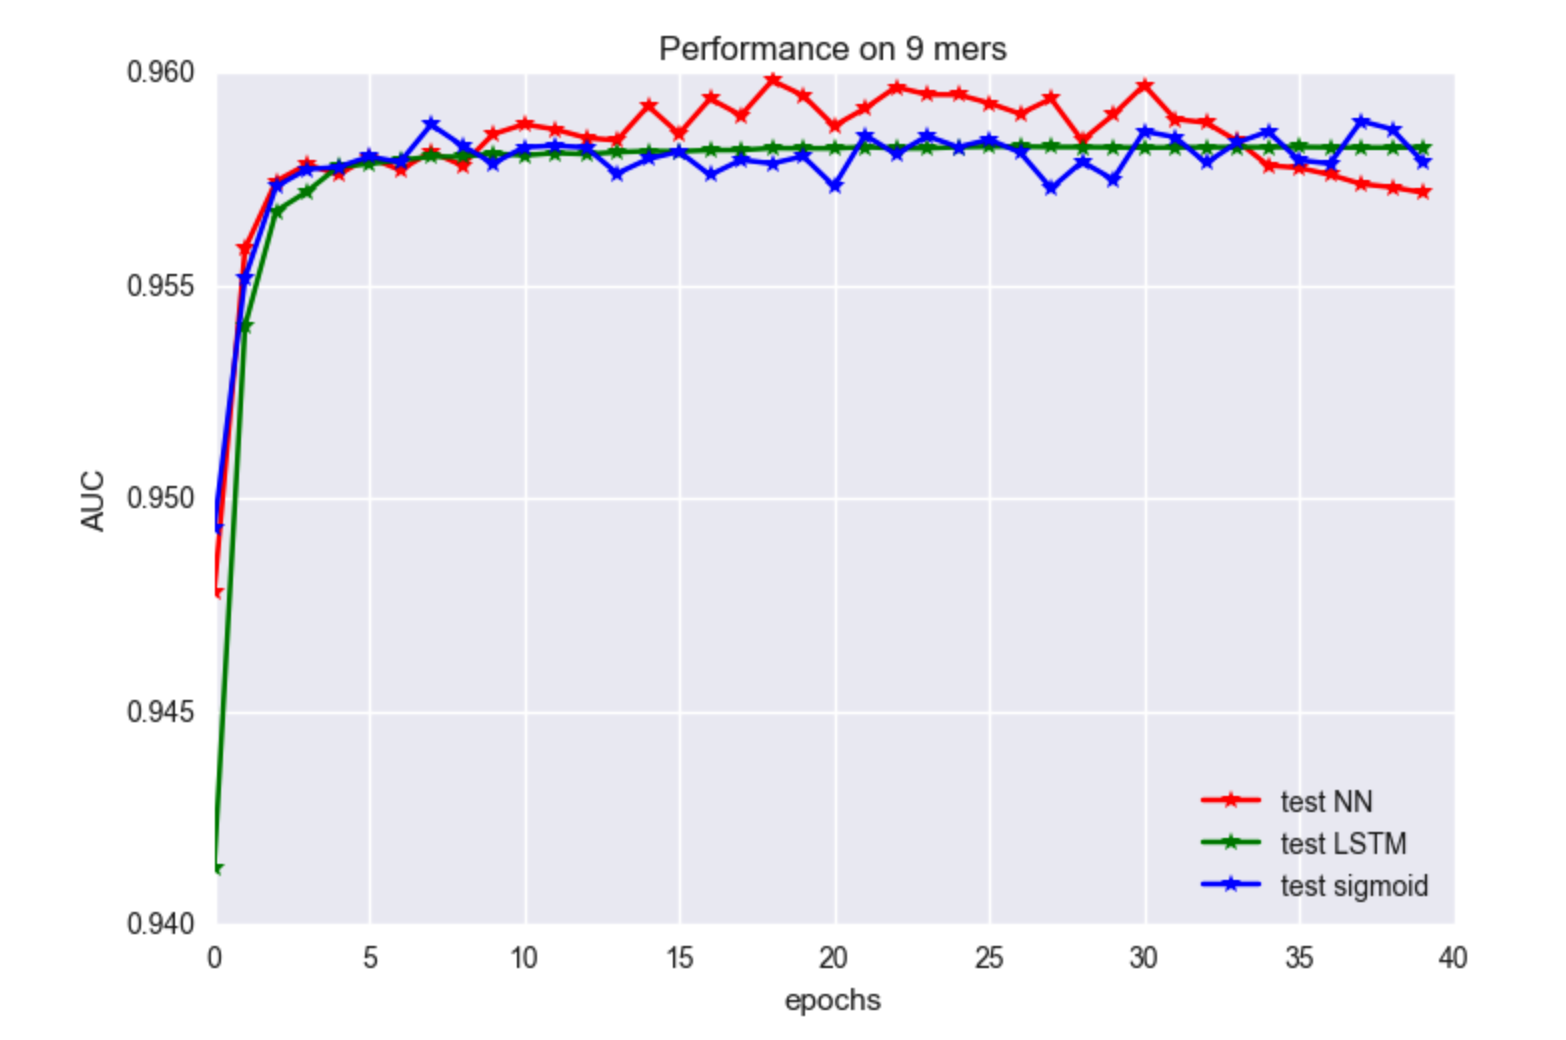 Performance on 9 mers
0.960
0.955
0.950
0.945
0.940
AUC
0 5 10 15 20 25 30 35 40
epochs
test NN
test LSTM
test sigmoid